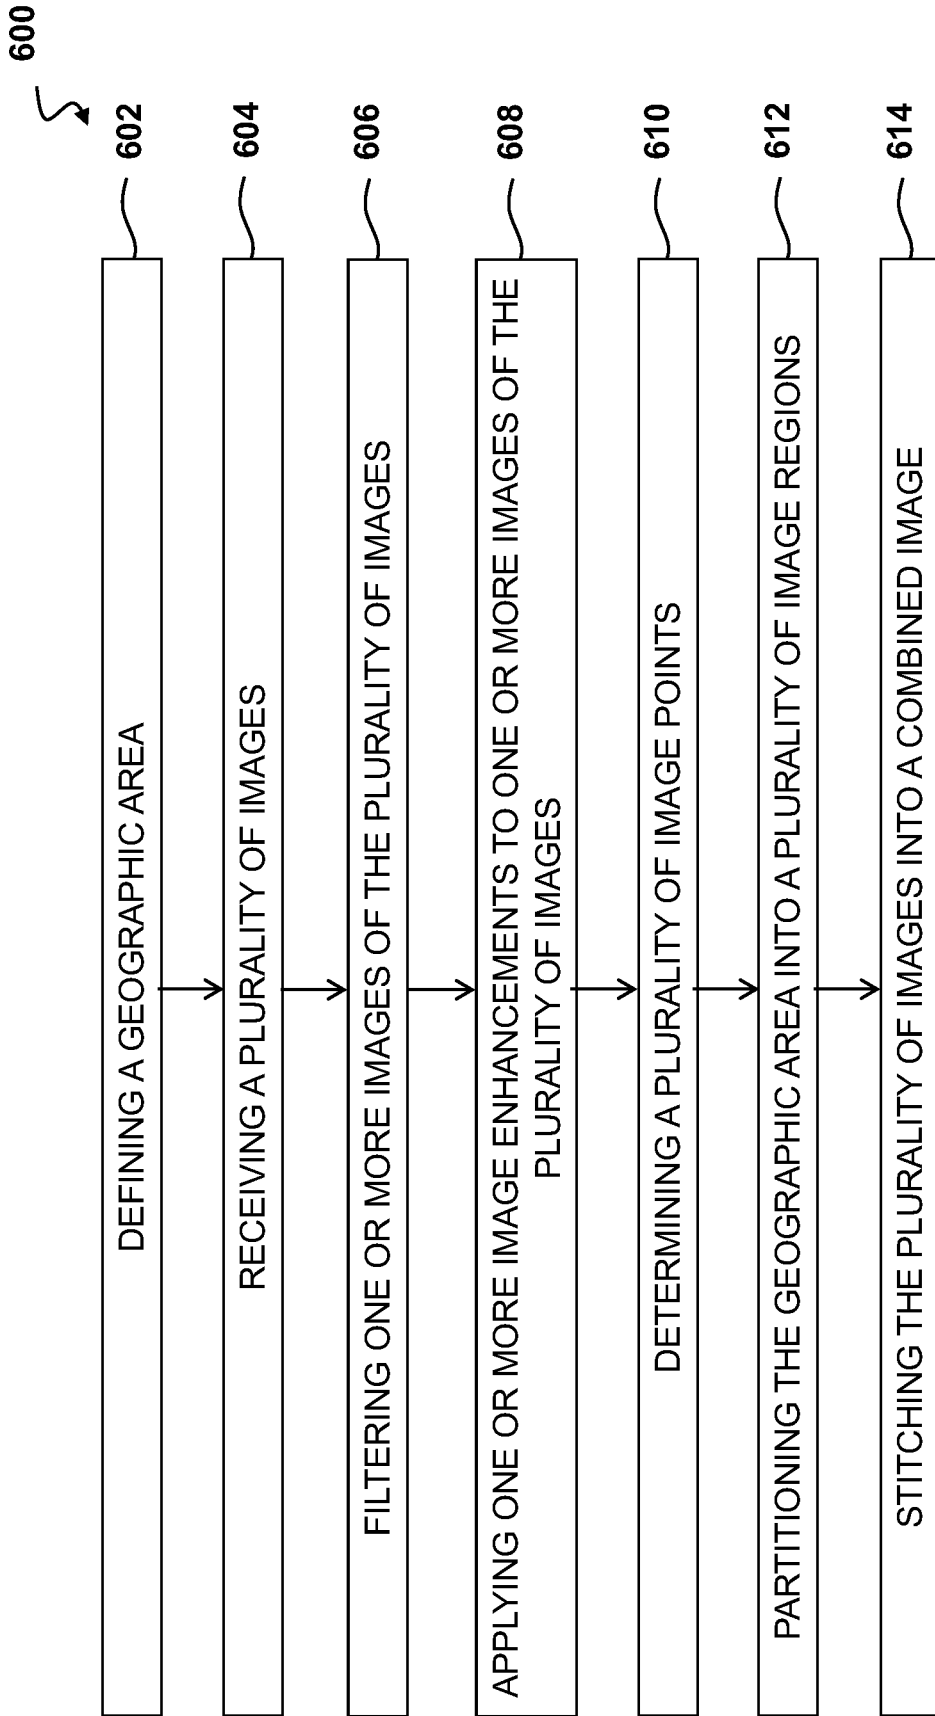 600
DEFINING A GEOGRAPHIC AREA
602
RECEIVING A PLURALITY OF IMAGES
604
FILTERING ONE OR MORE IMAGES OF THE PLURALITY OF IMAGES
606
APPLYING ONE OR MORE IMAGE ENHANCEMENTS TO ONE OR MORE IMAGES OF THE
PLURALITY OF IMAGES
608
DETERMINING A PLURALITY OF IMAGE POINTS
610
PARTITIONING THE GEOGRAPHIC AREA INTO A PLURALITY OF IMAGE REGIONS
612
STITCHING THE PLURALITY OF IMAGES INTO A COMBINED IMAGE
614